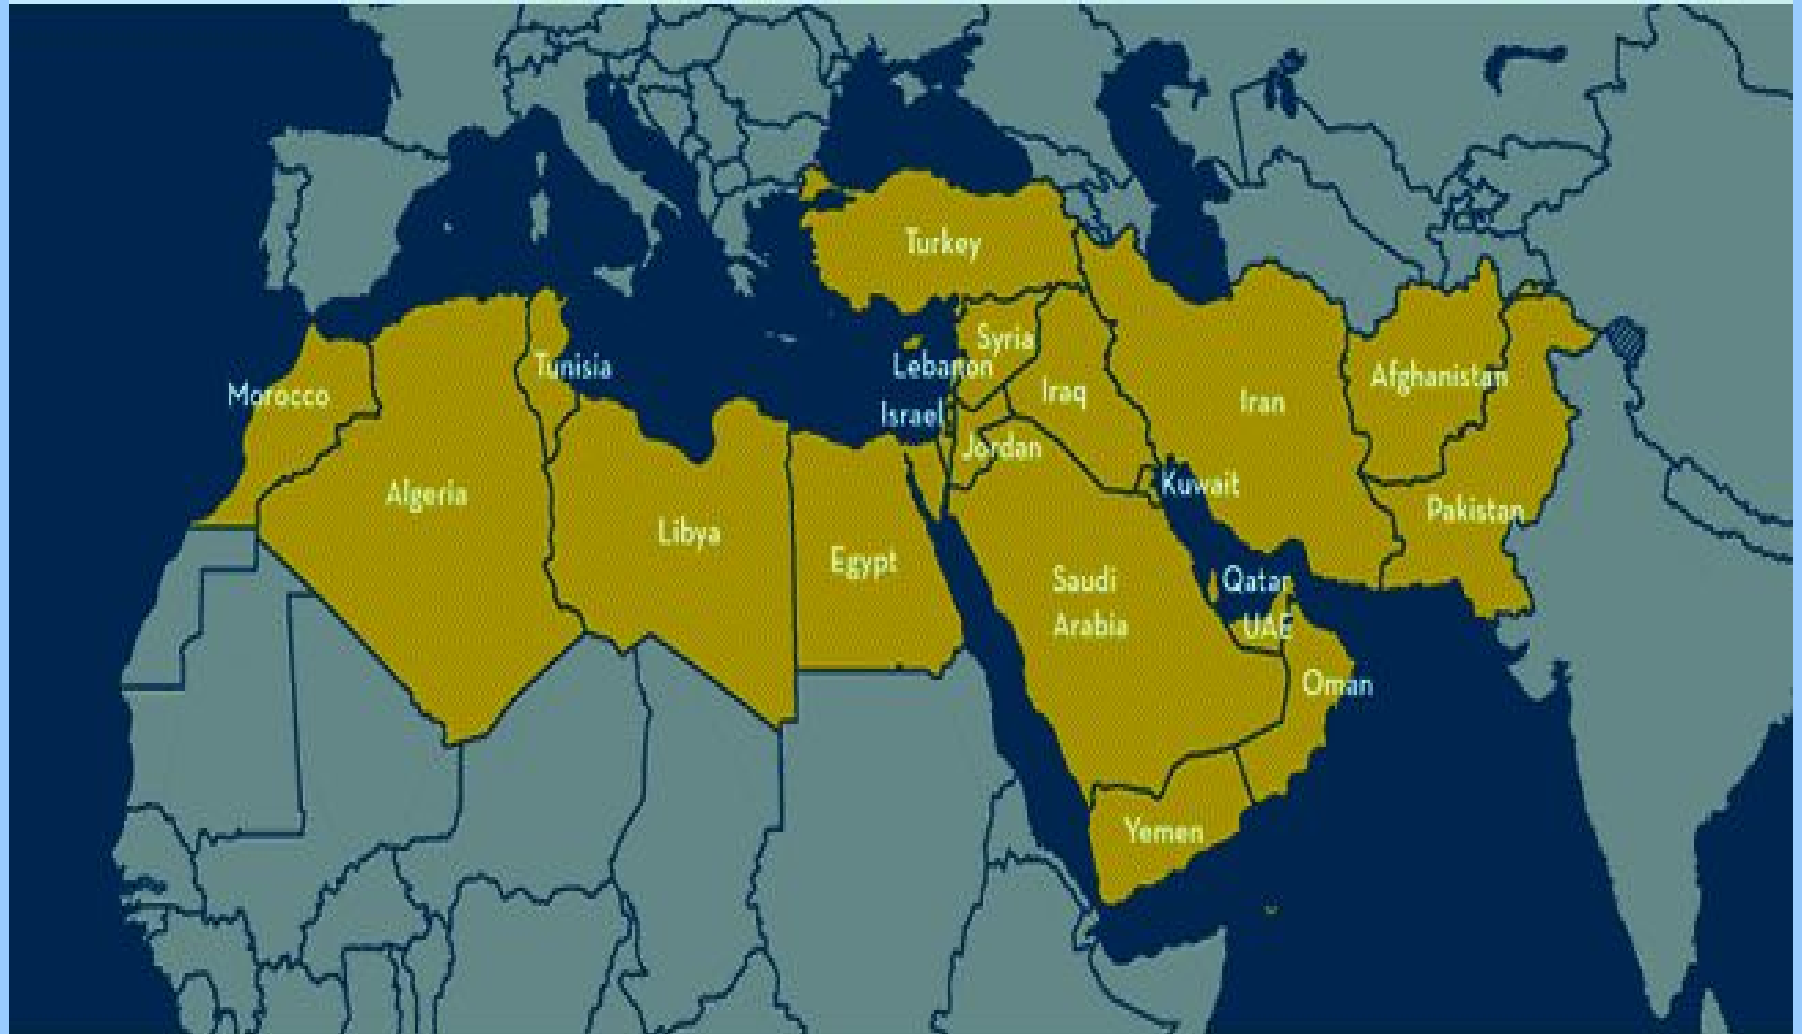 Turkey
Syria
Lebanon
Tunisia
Morocco
Iraq
Iran
Afghanistan
Israel
Jordan
Algeria
Kuwait
Pakistan
Libya
Egypt
Saudi
Arabia
Qatar
UAE
Oman
Yemen